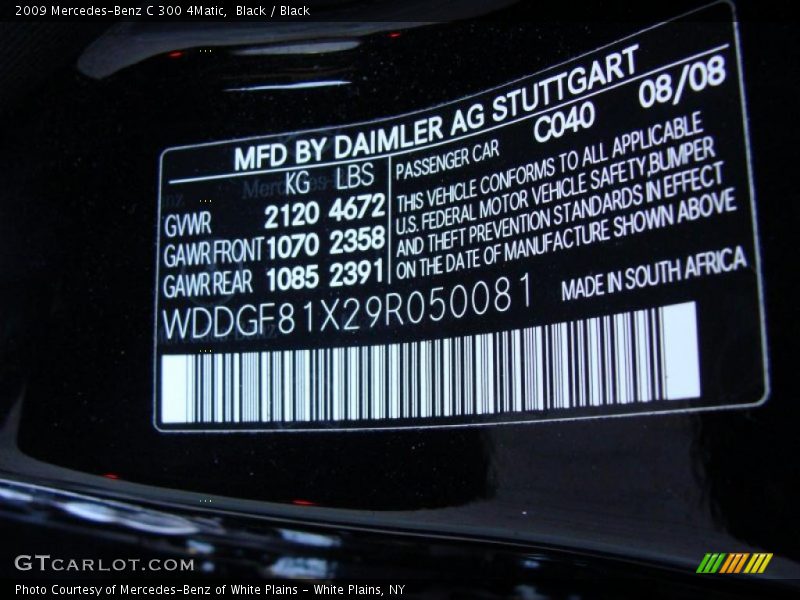 2009 Mercedes-Benz C 300 4Matic,  Black / Black
MFD BY DAIMLER AG STUTTGART
KG LBS
GVWR 2120 4672
GAWR FRONT 1070 2358
GAWR REAR 1085 2391
PASSENGER CAR C040 08/08
THIS VEHICLE CONFORMS TO ALL APPLICABLE
U.S. FEDERAL MOTOR VEHICLE SAFETY,BUMPER
AND THEFT PREVENTION STANDARDS IN EFFECT
ON THE DATE OF MANUFACTURE SHOWN ABOVE
WDDGF81X29R050081 MADE IN SOUTH AFRICA
GTCARLOT.COM
Photo Courtesy of Mercedes-Benz of White Plains - White Plains, NY